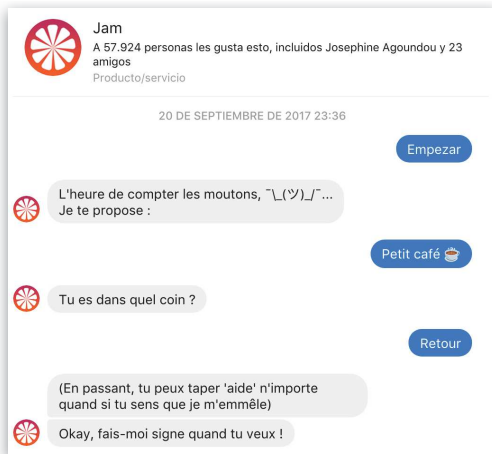 Jam
A 57.924 personas les gusta esto, incluidos Josephine Agoundou y 23
amigos
Producto/servicio
20 DE SEPTIEMBRE DE 2017 23:36
Empezar
L'heure de compter les moutons, ¯\_(ツ)_/¯...
Je te propose :
Petit café ☕
Tu es dans quel coin ?
Retour
(En passant, tu peux taper 'aide' n'importe
quand si tu sens que je m'emmêle)
Okay, fais-moi signe quand tu veux !